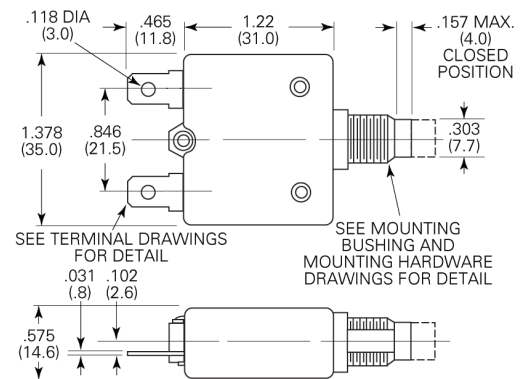 .118 DIA
(3.0)
.465
(11.8)
1.22
(31.0)
.157 MAX.
(4.0)
CLOSED
POSITION
1.378
(35.0)
.846
(21.5)
.303
(7.7)
SEE TERMINAL DRAWINGS
FOR DETAIL
SEE MOUNTING
BUSHING AND
MOUNTING HARDWARE
DRAWINGS FOR DETAIL
.031
(.8)
.102
(2.6)
.575
(14.6)